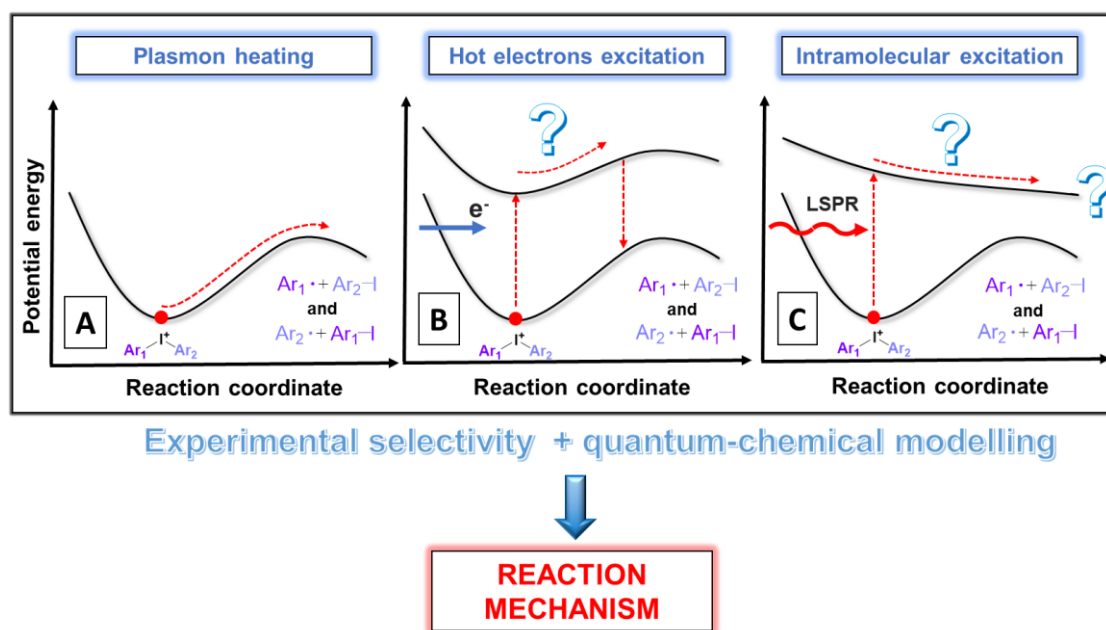 Plasmon heating
Hot electrons excitation
Intramolecular excitation
Potential energy
A
I⁺
Ar₁ Ar₂
Ar₁·+ Ar₂–I
and
Ar₂·+ Ar₁–I
Reaction coordinate
?
e⁻
B
I⁺
Ar₁ Ar₂
Ar₁·+ Ar₂–I
and
Ar₂·+ Ar₁–I
Reaction coordinate
?
?
LSPR
C
I⁺
Ar₁ Ar₂
Ar₁·+ Ar₂–I
and
Ar₂·+ Ar₁–I
Reaction coordinate
Experimental selectivity + quantum-chemical modelling
REACTION
MECHANISM